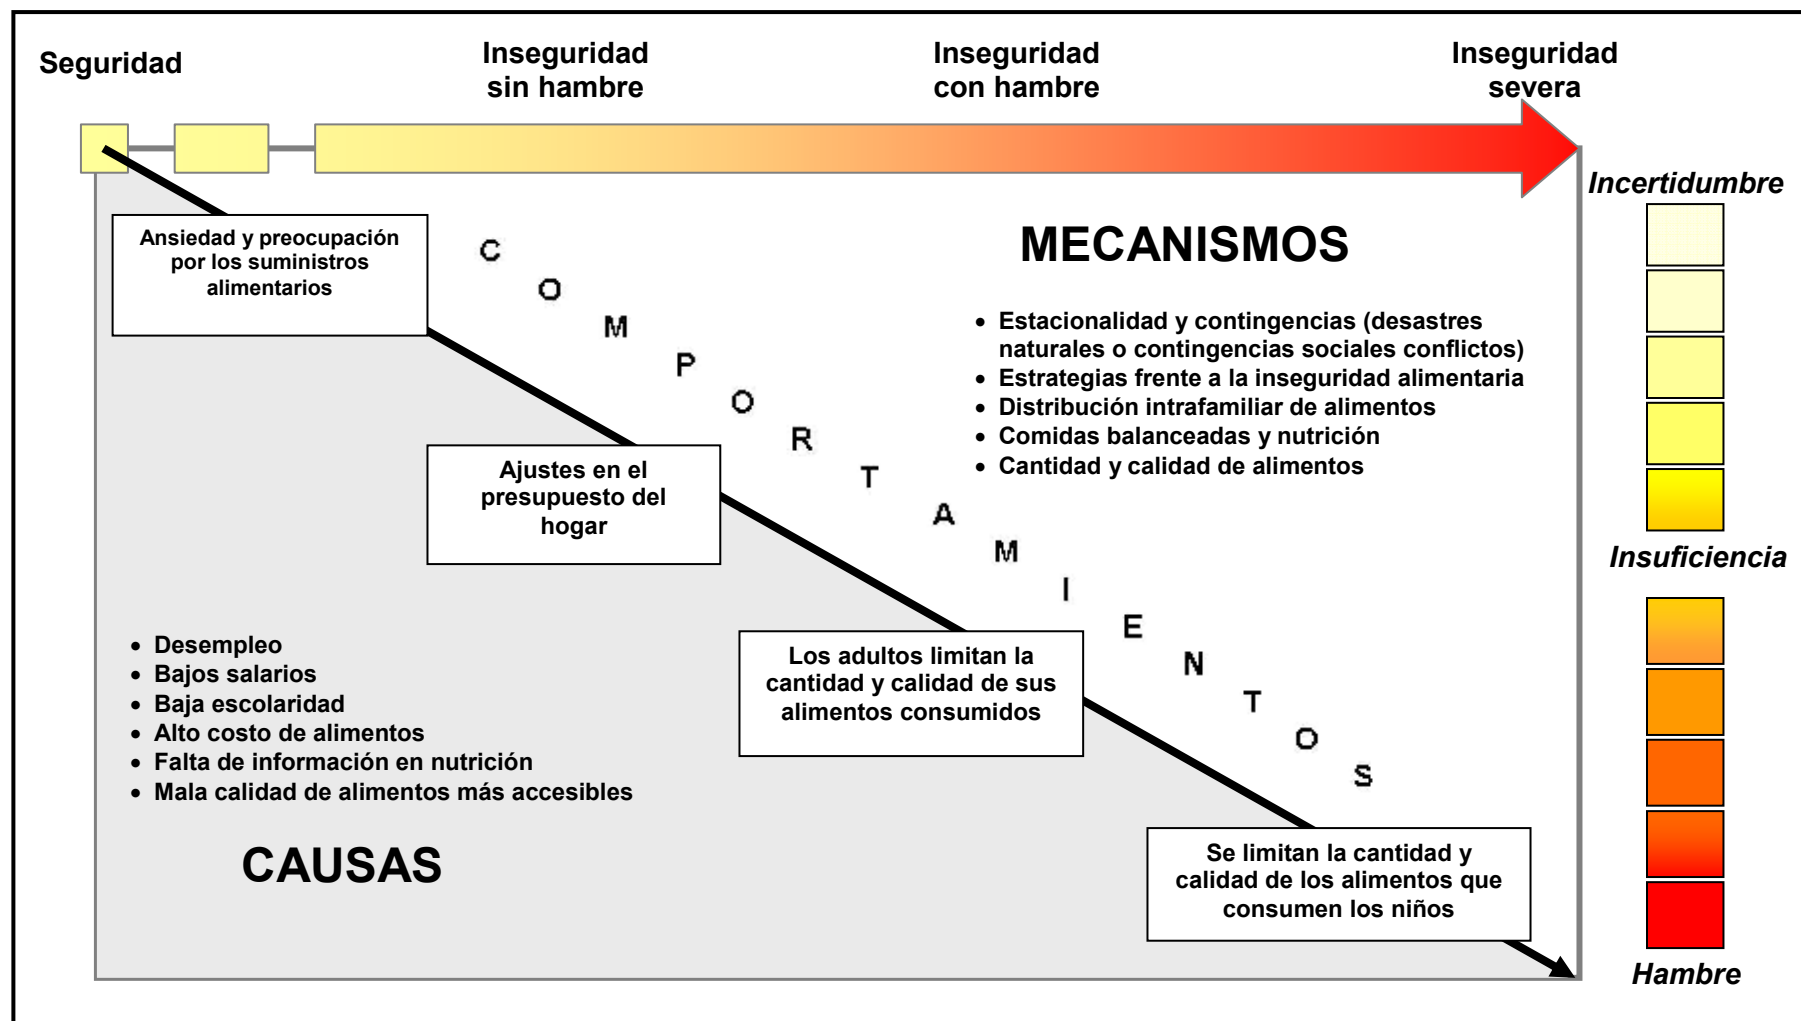 Seguridad
Inseguridad
sin hambre
Inseguridad
con hambre
Inseguridad
severa
Incertidumbre
Ansiedad y preocupación
por los suministros
alimentarios
COMPORTAMIENTOS
MECANISMOS
• Estacionalidad y contingencias (desastres
naturales o contingencias sociales conflictos)
• Estrategias frente a la inseguridad alimentaria
• Distribución intrafamiliar de alimentos
• Comidas balanceadas y nutrición
• Cantidad y calidad de alimentos
Ajustes en el
presupuesto del
hogar
Insuficiencia
• Desempleo
• Bajos salarios
• Baja escolaridad
• Alto costo de alimentos
• Falta de información en nutrición
• Mala calidad de alimentos más accesibles
CAUSAS
Los adultos limitan la
cantidad y calidad de sus
alimentos consumidos
Se limitan la cantidad y
calidad de los alimentos que
consumen los niños
Hambre